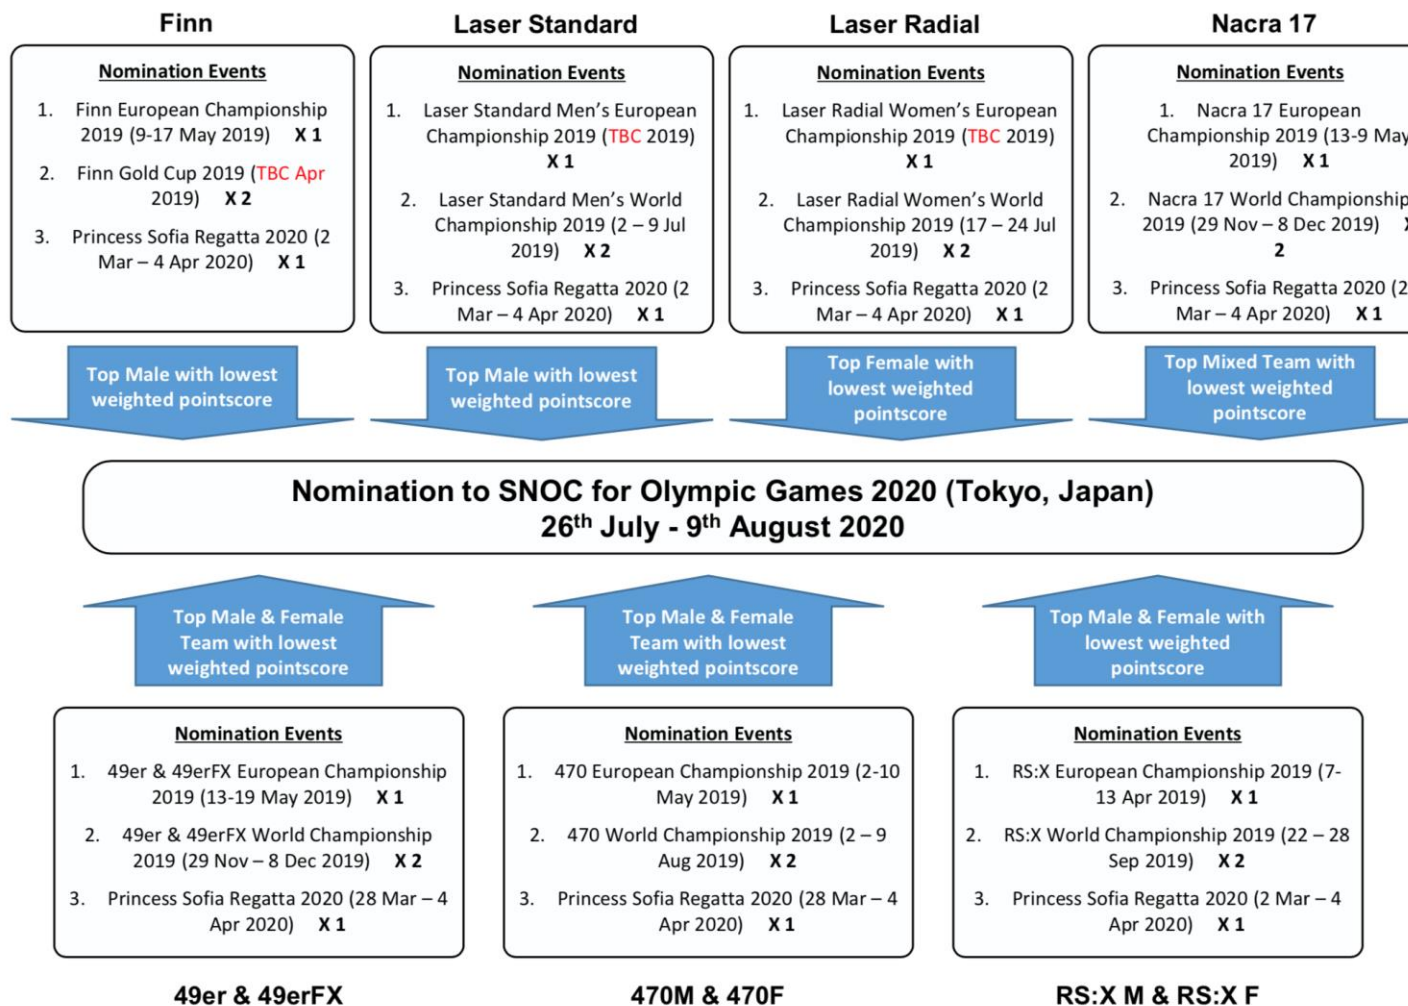 Finn
Nomination Events
1. Finn European Championship
2019 (9-17 May 2019) X 1
2. Finn Gold Cup 2019 (TBC Apr
2019) X 2
3. Princess Sofia Regatta 2020 (2
Mar – 4 Apr 2020) X 1
Top Male with lowest
weighted pointscore
Laser Standard
Nomination Events
1. Laser Standard Men’s European
Championship 2019 (TBC 2019)
X 1
2. Laser Standard Men’s World
Championship 2019 (2 – 9 Jul
2019) X 2
3. Princess Sofia Regatta 2020 (2
Mar – 4 Apr 2020) X 1
Top Male with lowest
weighted pointscore
Laser Radial
Nomination Events
1. Laser Radial Women’s European
Championship 2019 (TBC 2019)
X 1
2. Laser Radial Women’s World
Championship 2019 (17 – 24 Jul
2019) X 2
3. Princess Sofia Regatta 2020 (2
Mar – 4 Apr 2020) X 1
Top Female with
lowest weighted
pointscore
Nacra 17
Nomination Events
1. Nacra 17 European
Championship 2019 (13-9 May
2019) X 1
2. Nacra 17 World Championship
2019 (29 Nov – 8 Dec 2019) X
2
3. Princess Sofia Regatta 2020 (2
Mar – 4 Apr 2020) X 1
Top Mixed Team with
lowest weighted
pointscore
Nomination to SNOC for Olympic Games 2020 (Tokyo, Japan)
26th July - 9th August 2020
Top Male & Female
Team with lowest
weighted pointscore
Nomination Events
1. 49er & 49erFX European Championship
2019 (13-19 May 2019) X 1
2. 49er & 49erFX World Championship
2019 (29 Nov – 8 Dec 2019) X 2
3. Princess Sofia Regatta 2020 (28 Mar – 4
Apr 2020) X 1
49er & 49erFX
Top Male & Female
Team with lowest
weighted pointscore
Nomination Events
1. 470 European Championship 2019 (2-10
May 2019) X 1
2. 470 World Championship 2019 (2 – 9
Aug 2019) X 2
3. Princess Sofia Regatta 2020 (28 Mar – 4
Apr 2020) X 1
470M & 470F
Top Male & Female with
lowest weighted
pointscore
Nomination Events
1. RS:X European Championship 2019 (7-
13 Apr 2019) X 1
2. RS:X World Championship 2019 (22 – 28
Sep 2019) X 2
3. Princess Sofia Regatta 2020 (2 Mar – 4
Apr 2020) X 1
RS:X M & RS:X F